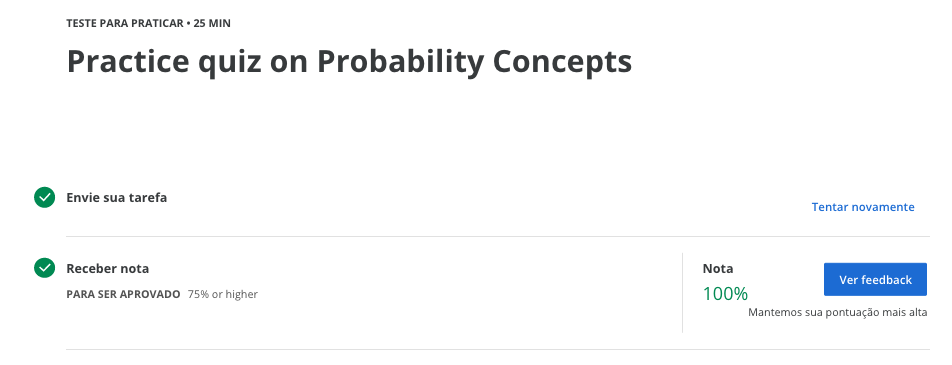 TESTE PARA PRATICAR • 25 MIN
Practice quiz on Probability Concepts
Envie sua tarefa
Tentar novamente
Receber nota
PARA SER APROVADO 75% or higher
Nota
100%
Ver feedback
Mantemos sua pontuação mais alta